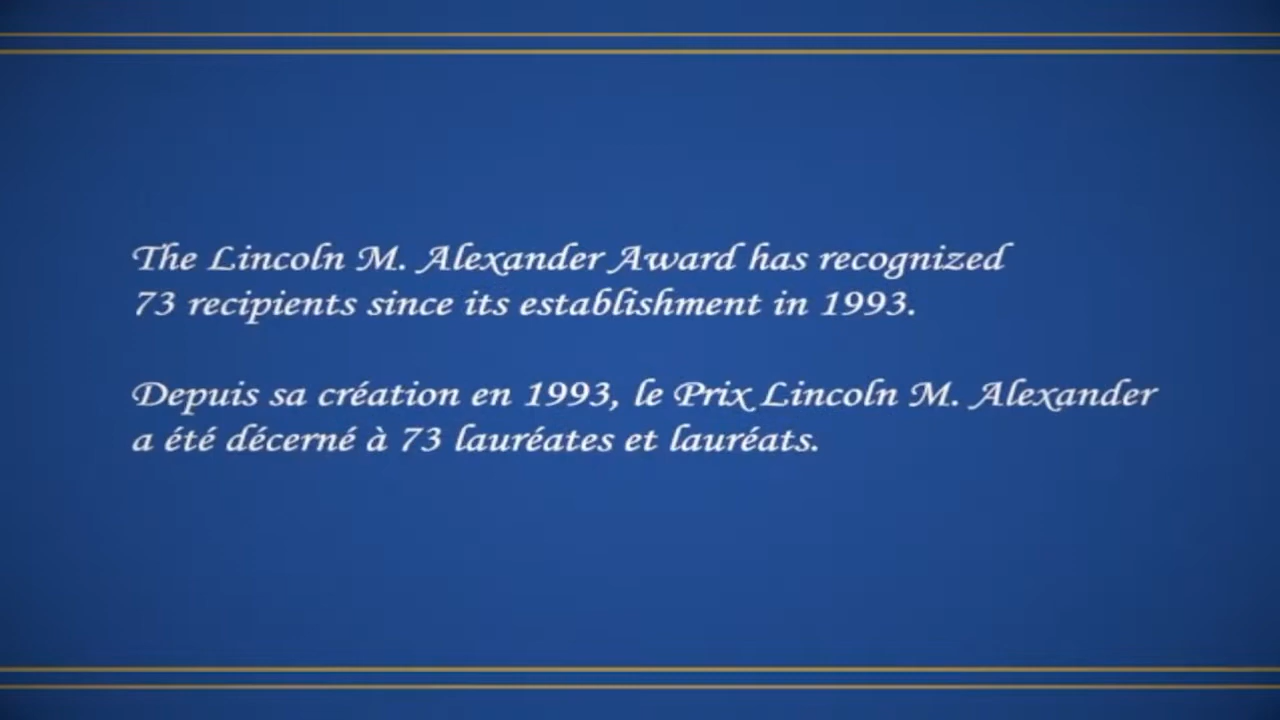 The Lincoln M. Alexander Award has recognized
73 recipients since its establishment in 1993.
Depuis sa création en 1993, le Prix Lincoln M. Alexander
a été décerné à 73 lauréates et lauréats.